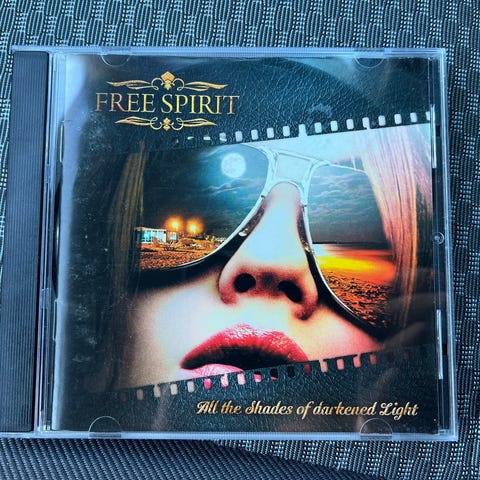 FREE SPIRIT
All the Shades of darkened Light